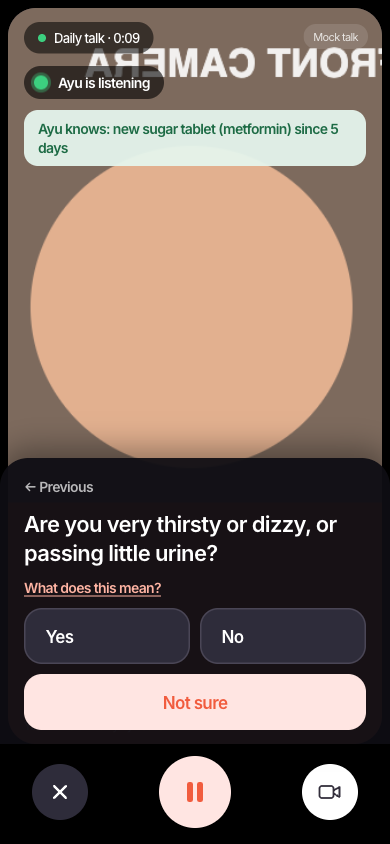 Daily talk · 0:09
Mock talk
FRONT CAMERA
Ayu is listening
Ayu knows: new sugar tablet (metformin) since 5
days
← Previous
Are you very thirsty or dizzy, or
passing little urine?
What does this mean?
Yes
No
Not sure